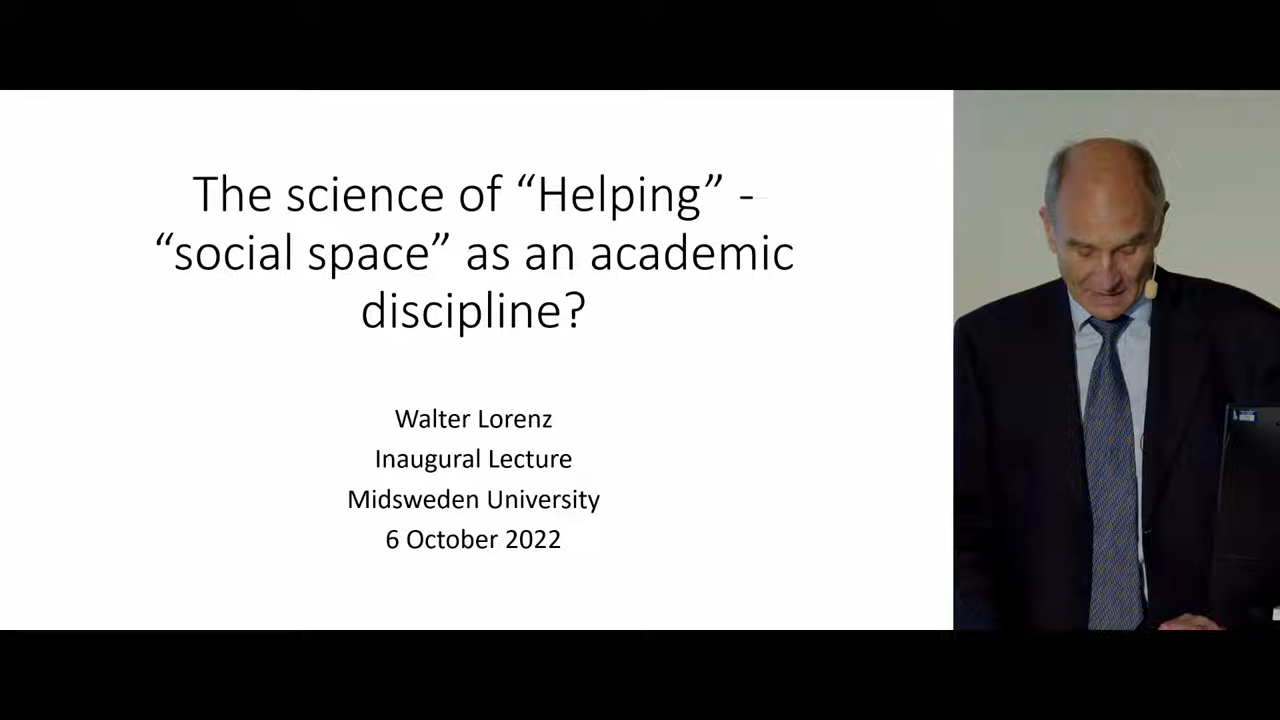 The science of “Helping” -
“social space” as an academic
discipline?
Walter Lorenz
Inaugural Lecture
Midsweden University
6 October 2022